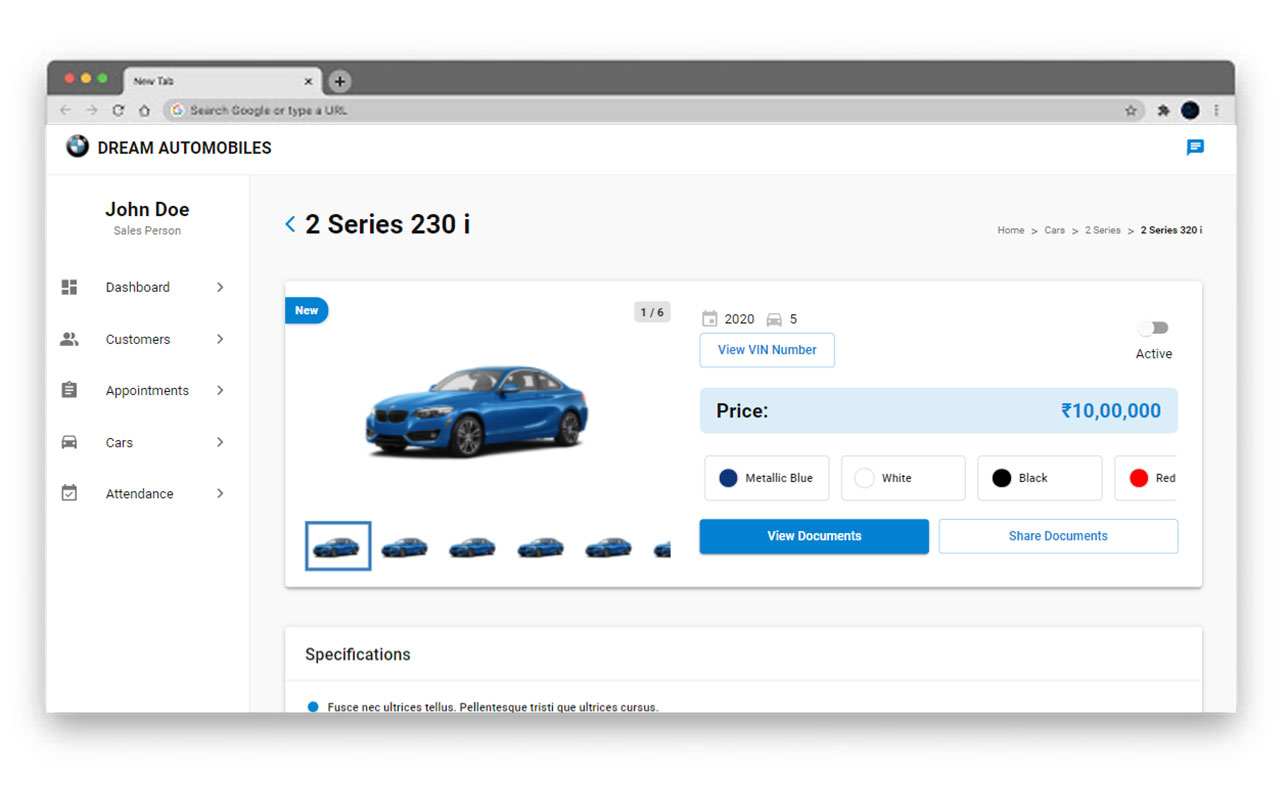 New Tab
Search Google or type a URL
DREAM AUTOMOBILES
John Doe
Sales Person
Dashboard
Customers
Appointments
Cars
Attendance
2 Series 230 i
Home > Cars > 2 Series > 2 Series 320 i
New
1 / 6
2020 5
View VIN Number
Active
Price: ₹10,00,000
Metallic Blue White Black Red
View Documents Share Documents
Specifications
Fusce nec ultrices tellus. Pellentesque tristi que ultrices cursus.